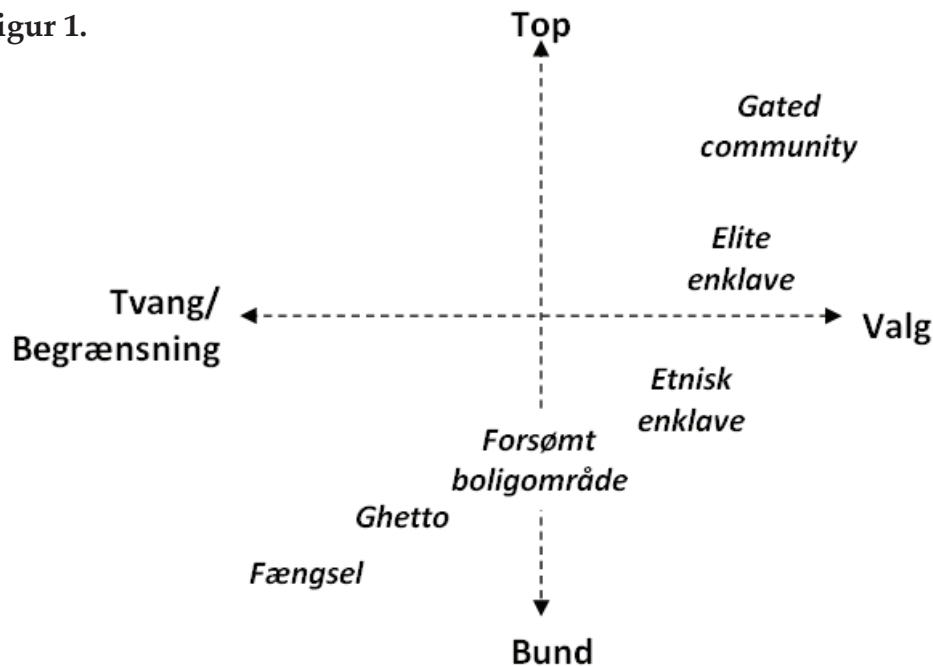 igur 1.
Top
Gated
community
Elite
enklave
Tvang/
Begrænsning
Valg
Etnisk
enklave
Forsømt
boligområde
Ghetto
Fængsel
Bund